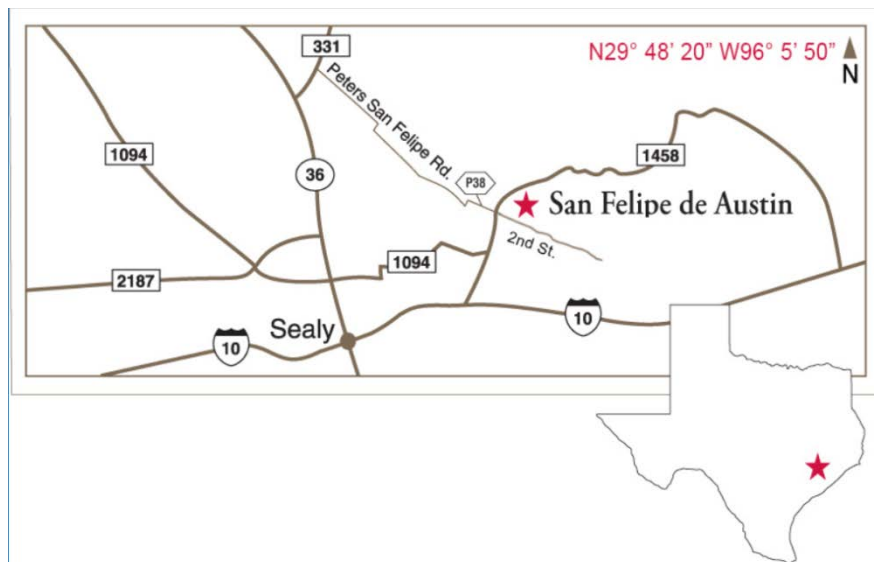 N29° 48’ 20” W96° 5’ 50”
N
331
Peters San Felipe Rd.
1094
36
P38
1458
San Felipe de Austin
2nd St.
1094
2187
10
Sealy
10